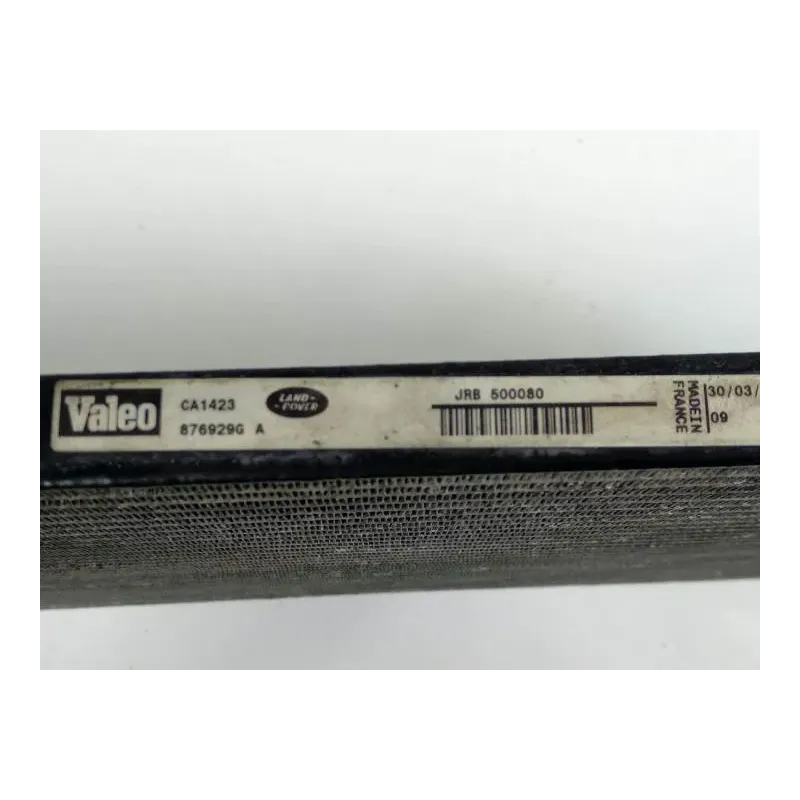 Valeo
CA1423
876929G A
LAND-
-ROVER
JRB 500080
MADE IN
FRANCE
30/03/
09